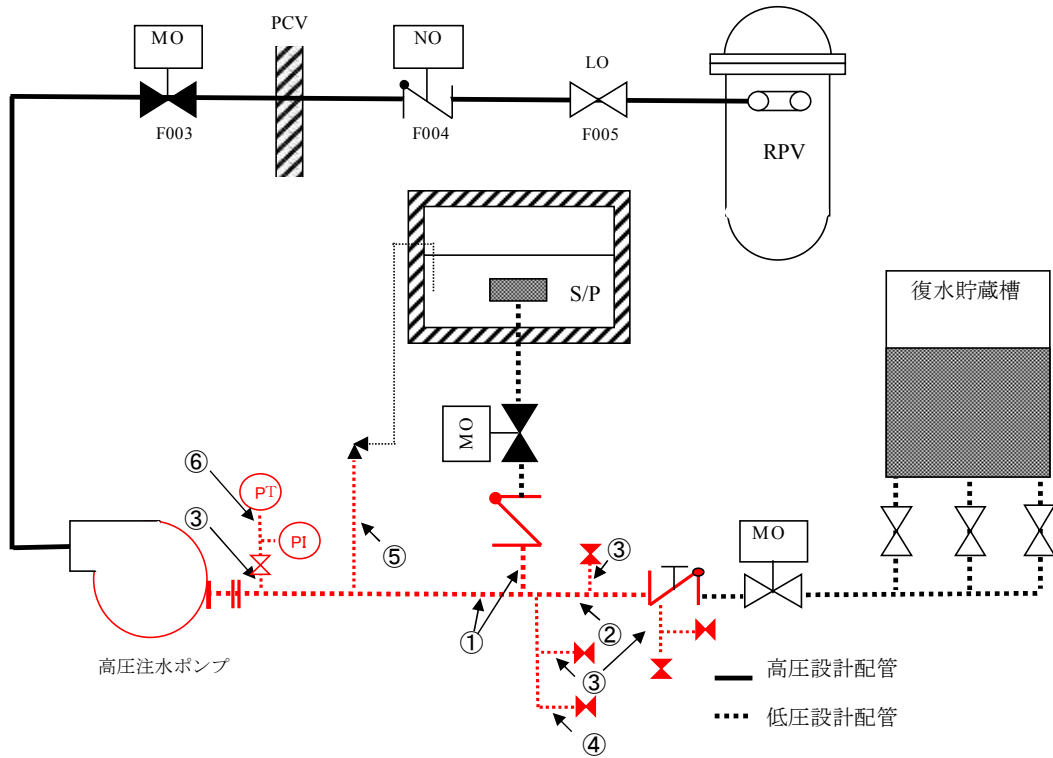 PCV
MO
NO
LO
F003
F004
F005
RPV
S/P
復水貯蔵槽
MO
MO
⑥
PT
③
PI
⑤
③
①
②
③
④
高圧注水ポンプ
高圧設計配管
低圧設計配管